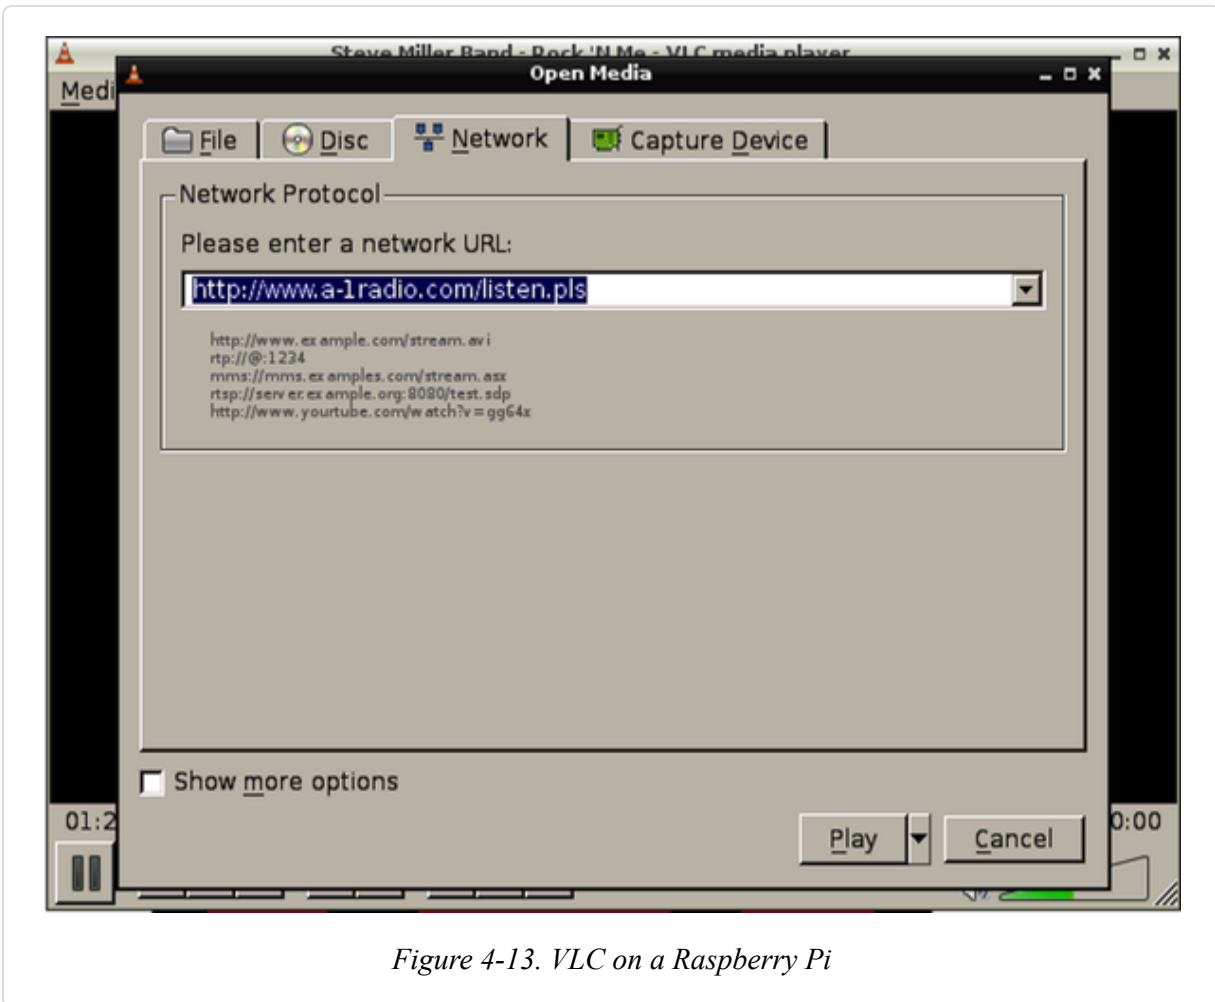 Steve Miller Band - Rock 'N Me - VLC media player
Open Media
Medi
File Disc Network Capture Device
Network Protocol
Please enter a network URL:
http://www.a-1radio.com/listen.pls
http://www.example.com/stream.avi
rtp://@:1234
mms://mms.examples.com/stream.asx
rtsp://server.example.org:8080/test.sdp
http://www.yourtube.com/watch?v=gg64x
Show more options
01:2 0:00
Play Cancel
Figure 4-13. VLC on a Raspberry Pi